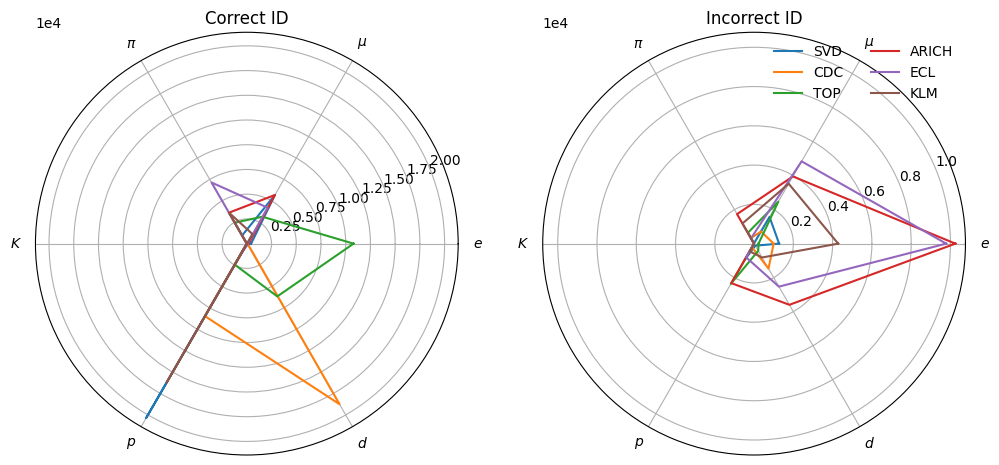 Correct ID
1e4
π
μ
K
e
p
d
0.25
0.50
0.75
1.00
1.25
1.50
1.75
2.00
Incorrect ID
1e4
π
μ
K
e
p
d
0.2
0.4
0.6
0.8
1.0
SVD
CDC
TOP
ARICH
ECL
KLM